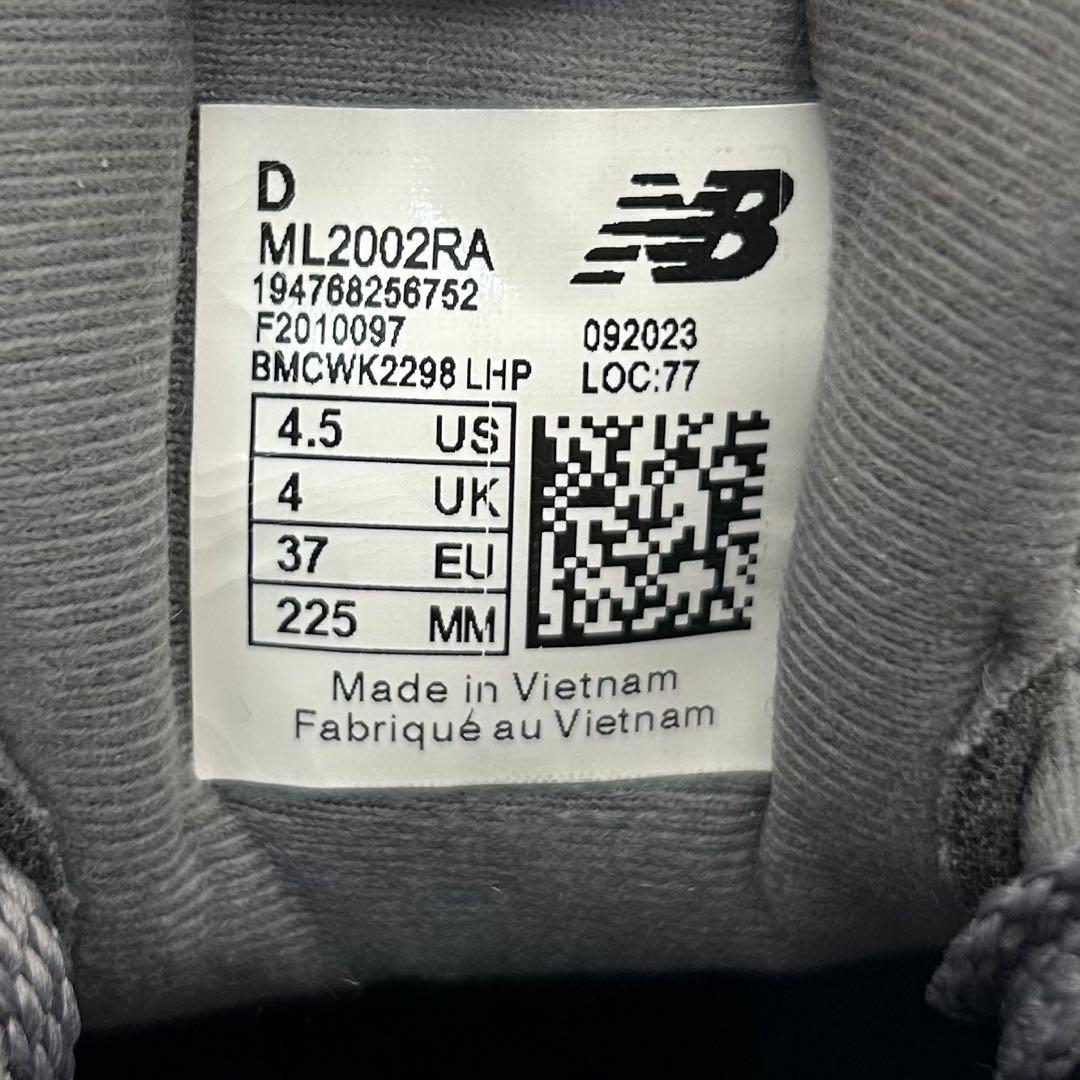 D
NB
ML2002RA
194768256752
F2010097 092023
BMCWK2298 LHP LOC:77
4.5 US
4 UK
37 EU
225 MM
Made in Vietnam
Fabriqué au Vietnam